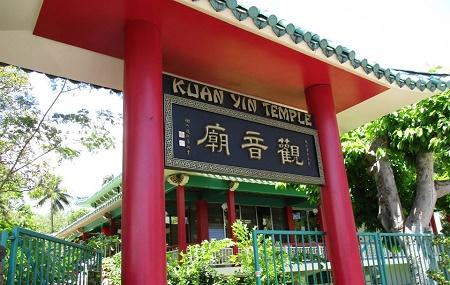 KUAN YIN TEMPLE
廟音觀